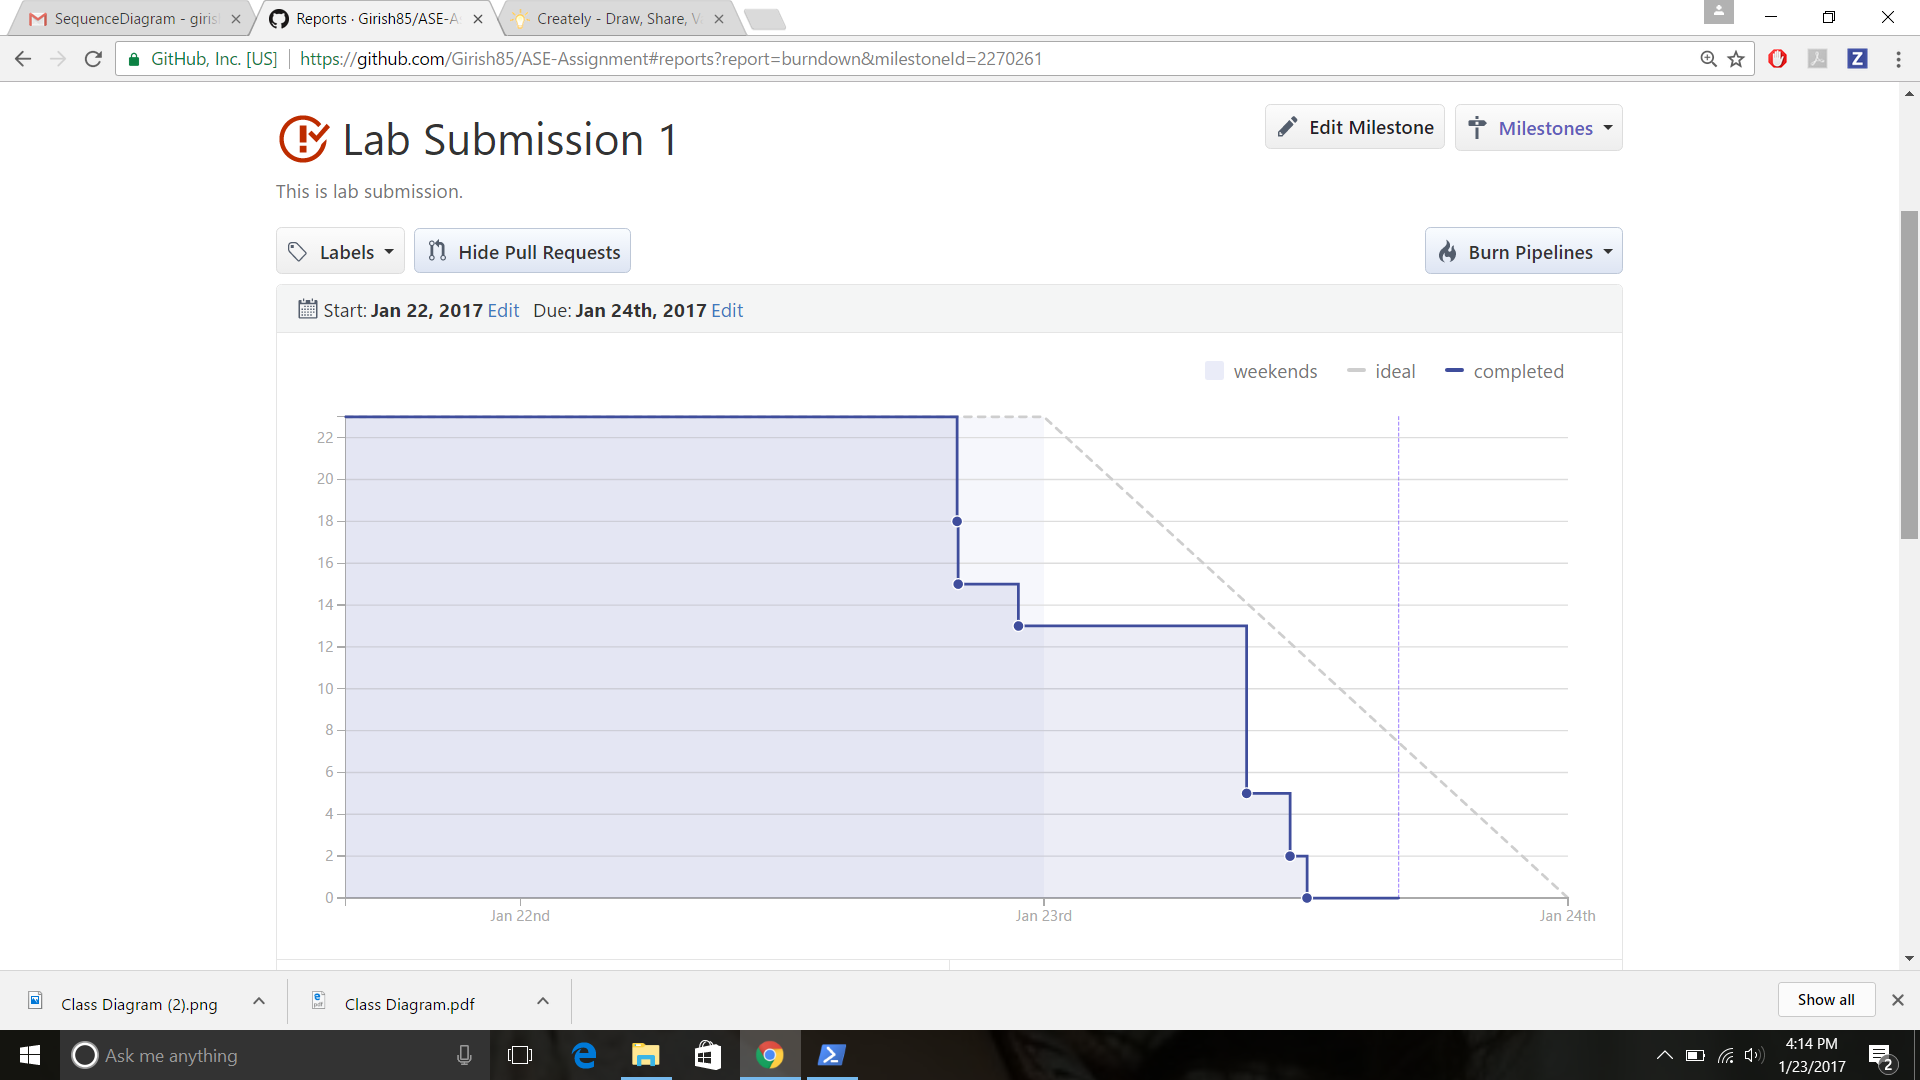 SequenceDiagram - giris
Reports · Girish85/ASE-A
Creately - Draw, Share, V
GitHub, Inc. [US] https://github.com/Girish85/ASE-Assignment#reports?report=burndown&milestoneId=2270261
Z
Lab Submission 1
Edit Milestone
Milestones
This is lab submission.
Labels
Hide Pull Requests
Burn Pipelines
Start: Jan 22, 2017 Edit Due: Jan 24th, 2017 Edit
weekends ideal completed
22
20
18
16
14
12
10
8
6
4
2
0
Jan 22nd Jan 23rd Jan 24th
Class Diagram (2).png
Class Diagram.pdf
Show all
Ask me anything
4:14 PM
1/23/2017
2